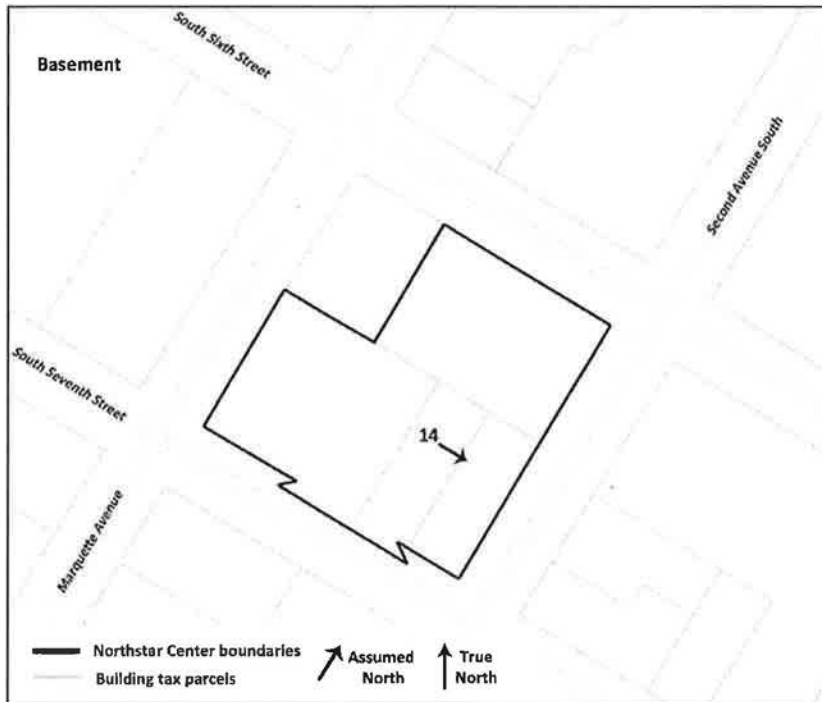 South Sixth Street
Basement
Second Avenue South
South Seventh Street
14
Marquette Avenue
Northstar Center boundaries
Building tax parcels
Assumed
North
True
North